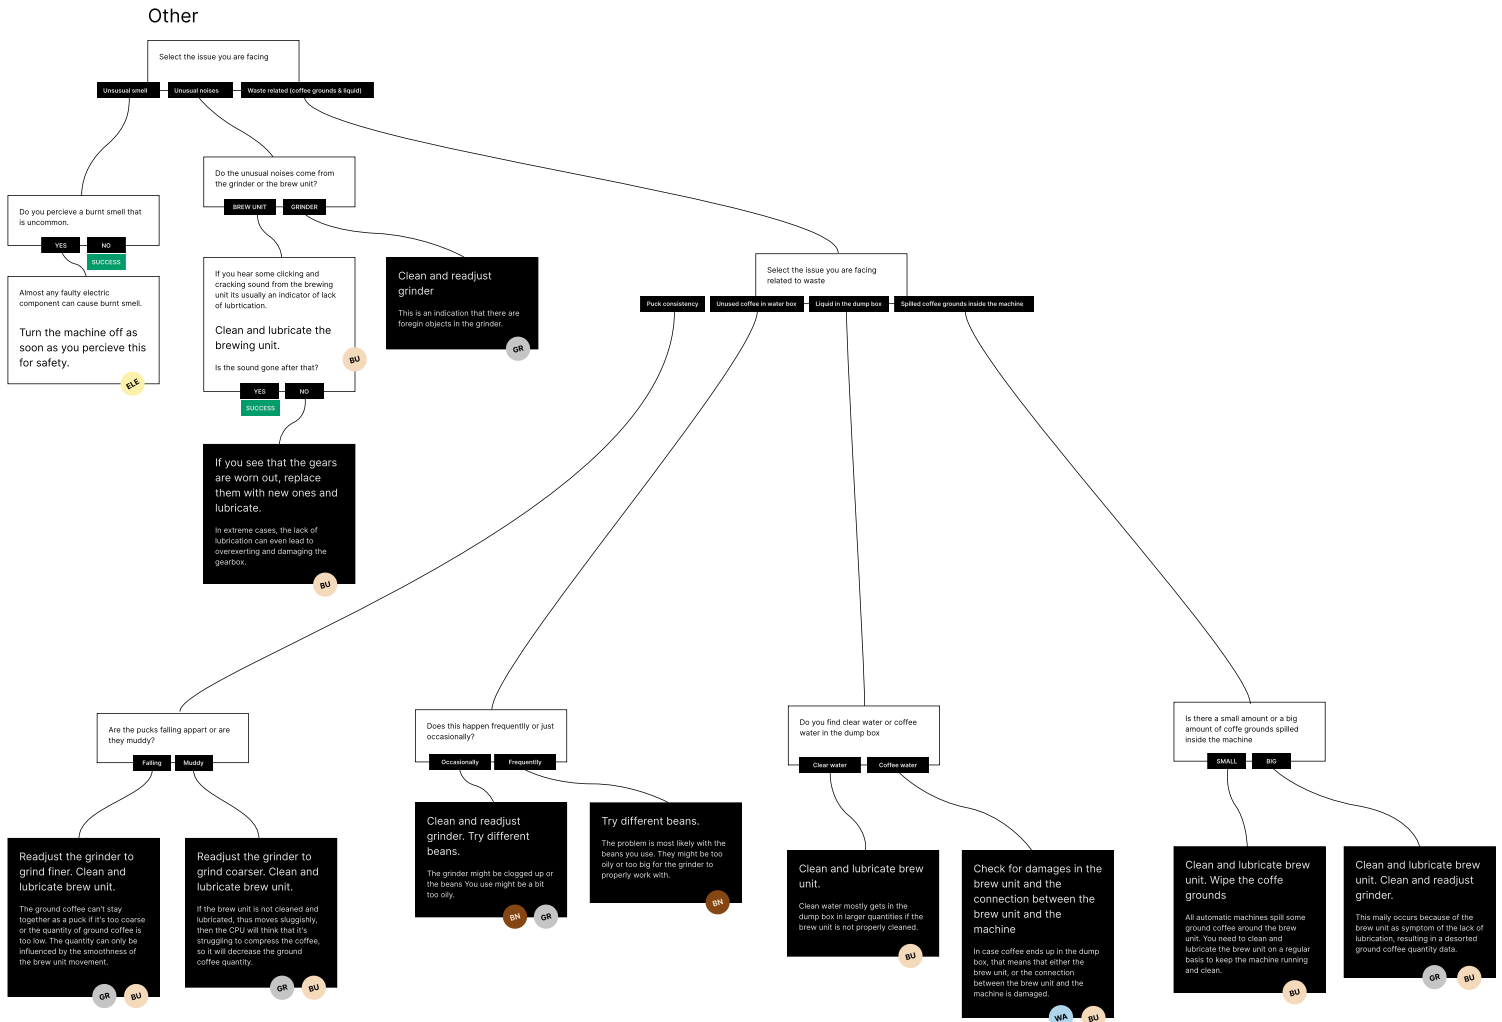 Other
Select the issue you are facing
Unsusual smell
Unusual noises
Waste related (coffee grounds & liquid)
Do you percieve a burnt smell that
is uncommon.
YES
NO
SUCCESS
Almost any faulty electric
component can cause burnt smell.
Turn the machine off as
soon as you percieve this
for safety.
ELE
Do the unusual noises come from
the grinder or the brew unit?
BREW UNIT
GRINDER
If you hear some clicking and
cracking sound from the brewing
unit its usually an indicator of lack
of lubrtication.
Clean and lubricate the
brewing unit.
BU
Is the sound gone after that?
YES
NO
SUCCESS
If you see that the gears
are worn out, replace
them with new ones and
lubricate.
In extreme cases, the lack of
lubrication can even lead to
overexerting and damaging the
gearbox.
BU
Clean and readjust
grinder
This is an indication that there are
foregin objects in the grinder.
GR
Select the issue you are facing
related to waste
Puck consistency
Unused coffee in water box
Liquid in the dump box
Spilled coffee grounds inside the machine
Are the pucks falling appart or are
they muddy?
Falling
Muddy
Readjust the grinder to
grind finer. Clean and
lubricate brew unit.
The ground coffee can't stay
together as a puck if it's too coarse
or the quantity of ground coffee is
too low. The quantity can only be
influenced by the smoothness of
the brew unit movement.
GR
BU
Readjust the grinder to
grind coarser. Clean and
lubricate brew unit.
If the brew unit is not cleaned and
lubricated, thus moves sluggishly,
then the CPU will think that it's
struggling to compress the coffee,
so it will decrease the ground
coffee quantity.
GR
BU
Does this happen frequentlly or just
occasionally?
Occasionally
Frequentlly
Clean and readjust
grinder. Try different
beans.
The grinder might be clogged up or
the beans You use might be a bit
too oily.
BN
GR
Try different beans.
The problem is most likely with the
beans you use. They might be too
oily or too big for the grinder to
properly work with.
BN
Do you find clear water or coffee
water in the dump box
Clear water
Coffee water
Clean and lubricate brew
unit.
Clean water mostly gets in the
dump box in larger quantities if the
brew unit is not properly cleaned.
BU
Check for damages in the
brew unit and the
connection between the
brew unit and the
machine
In case coffee ends up in the dump
box, that means that either the
brew unit, or the connection
between the brew unit and the
machine is damaged.
WA
BU
Is there a small amount or a big
amount of coffe grounds spilled
inside the machine
SMALL
BIG
Clean and lubricate brew
unit. Wipe the coffe
grounds
All automatic machines spill some
ground coffee around the brew
unit. You need to clean and
lubricate the brew unit on a regular
basis to keep the machine running
and clean.
BU
Clean and lubricate brew
unit. Clean and readjust
grinder.
This maily occurs because of the
brew unit as symptom of the lack of
lubrication, resulting in a desorted
ground coffee quantity data.
GR
BU